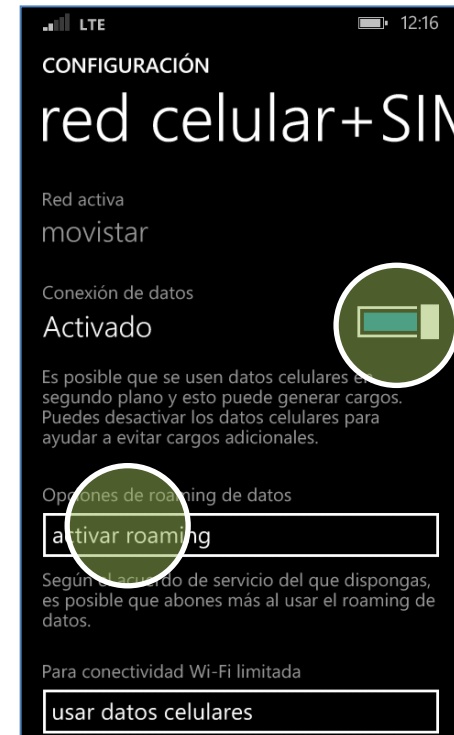 LTE 12:16
CONFIGURACIÓN
red celular+SIM
Red activa
movistar
Conexión de datos
Activado
Es posible que se usen datos celulares en
segundo plano y esto puede generar cargos.
Puedes desactivar los datos celulares para
ayudar a evitar cargos adicionales.
Opciones de roaming de datos
activar roaming
Según el acuerdo de servicio del que dispongas,
es posible que abones más al usar el roaming de
datos.
Para conectividad Wi-Fi limitada
usar datos celulares